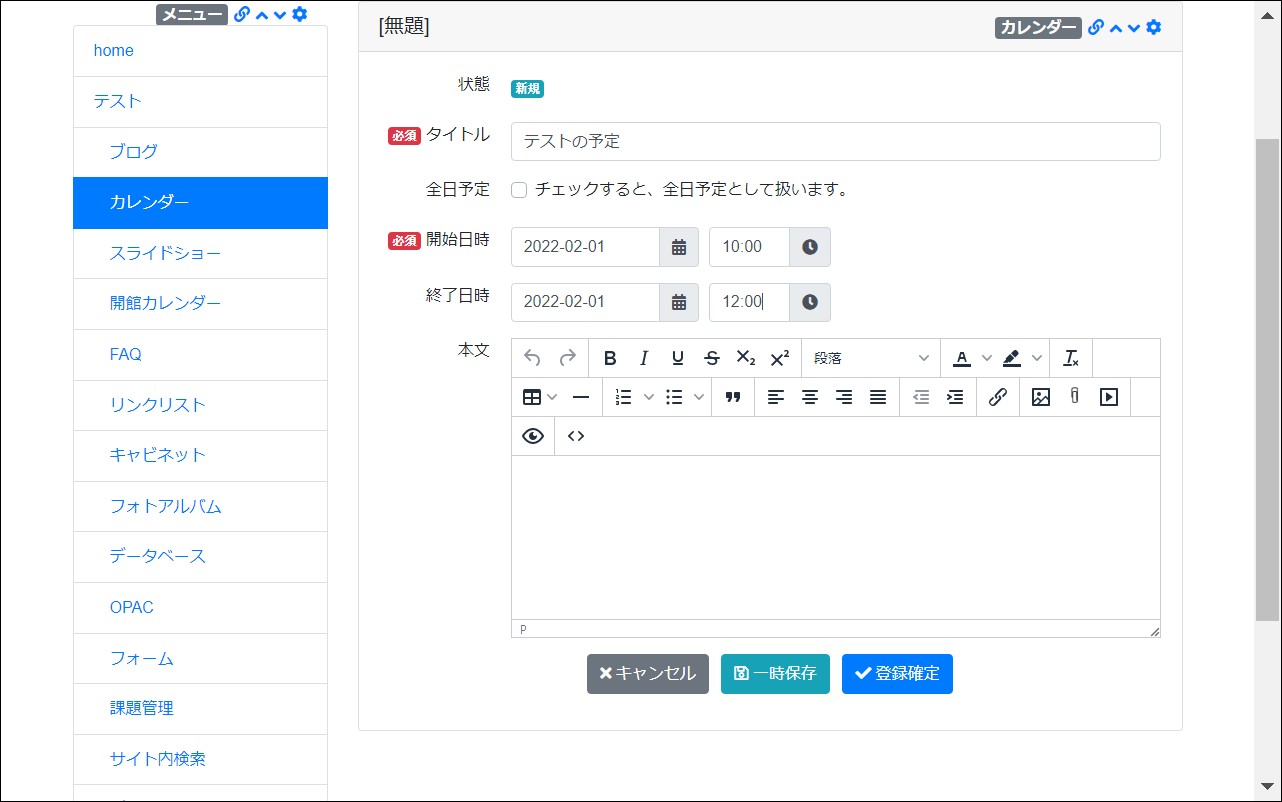 メニュー
home
テスト
ブログ
カレンダー
スライドショー
開館カレンダー
FAQ
リンクリスト
キャビネット
フォトアルバム
データベース
OPAC
フォーム
課題管理
サイト内検索
[無題]
カレンダー
状態 新規
必須 タイトル テストの予定
全日予定 チェックすると、全日予定として扱います。
必須 開始日時 2022-02-01 10:00
終了日時 2022-02-01 12:00
本文
段落
P
キャンセル 一時保存 登録確定